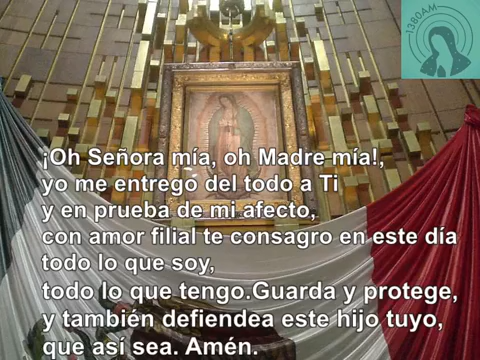 1380AM
¡Oh Señora mía, oh Madre mía!,
yo me entrego del todo a Ti
y en prueba de mi afecto,
con amor filial te consagro en este día
todo lo que soy,
todo lo que tengo.Guarda y protege,
y también defiendea este hijo tuyo,
que así sea. Amén.